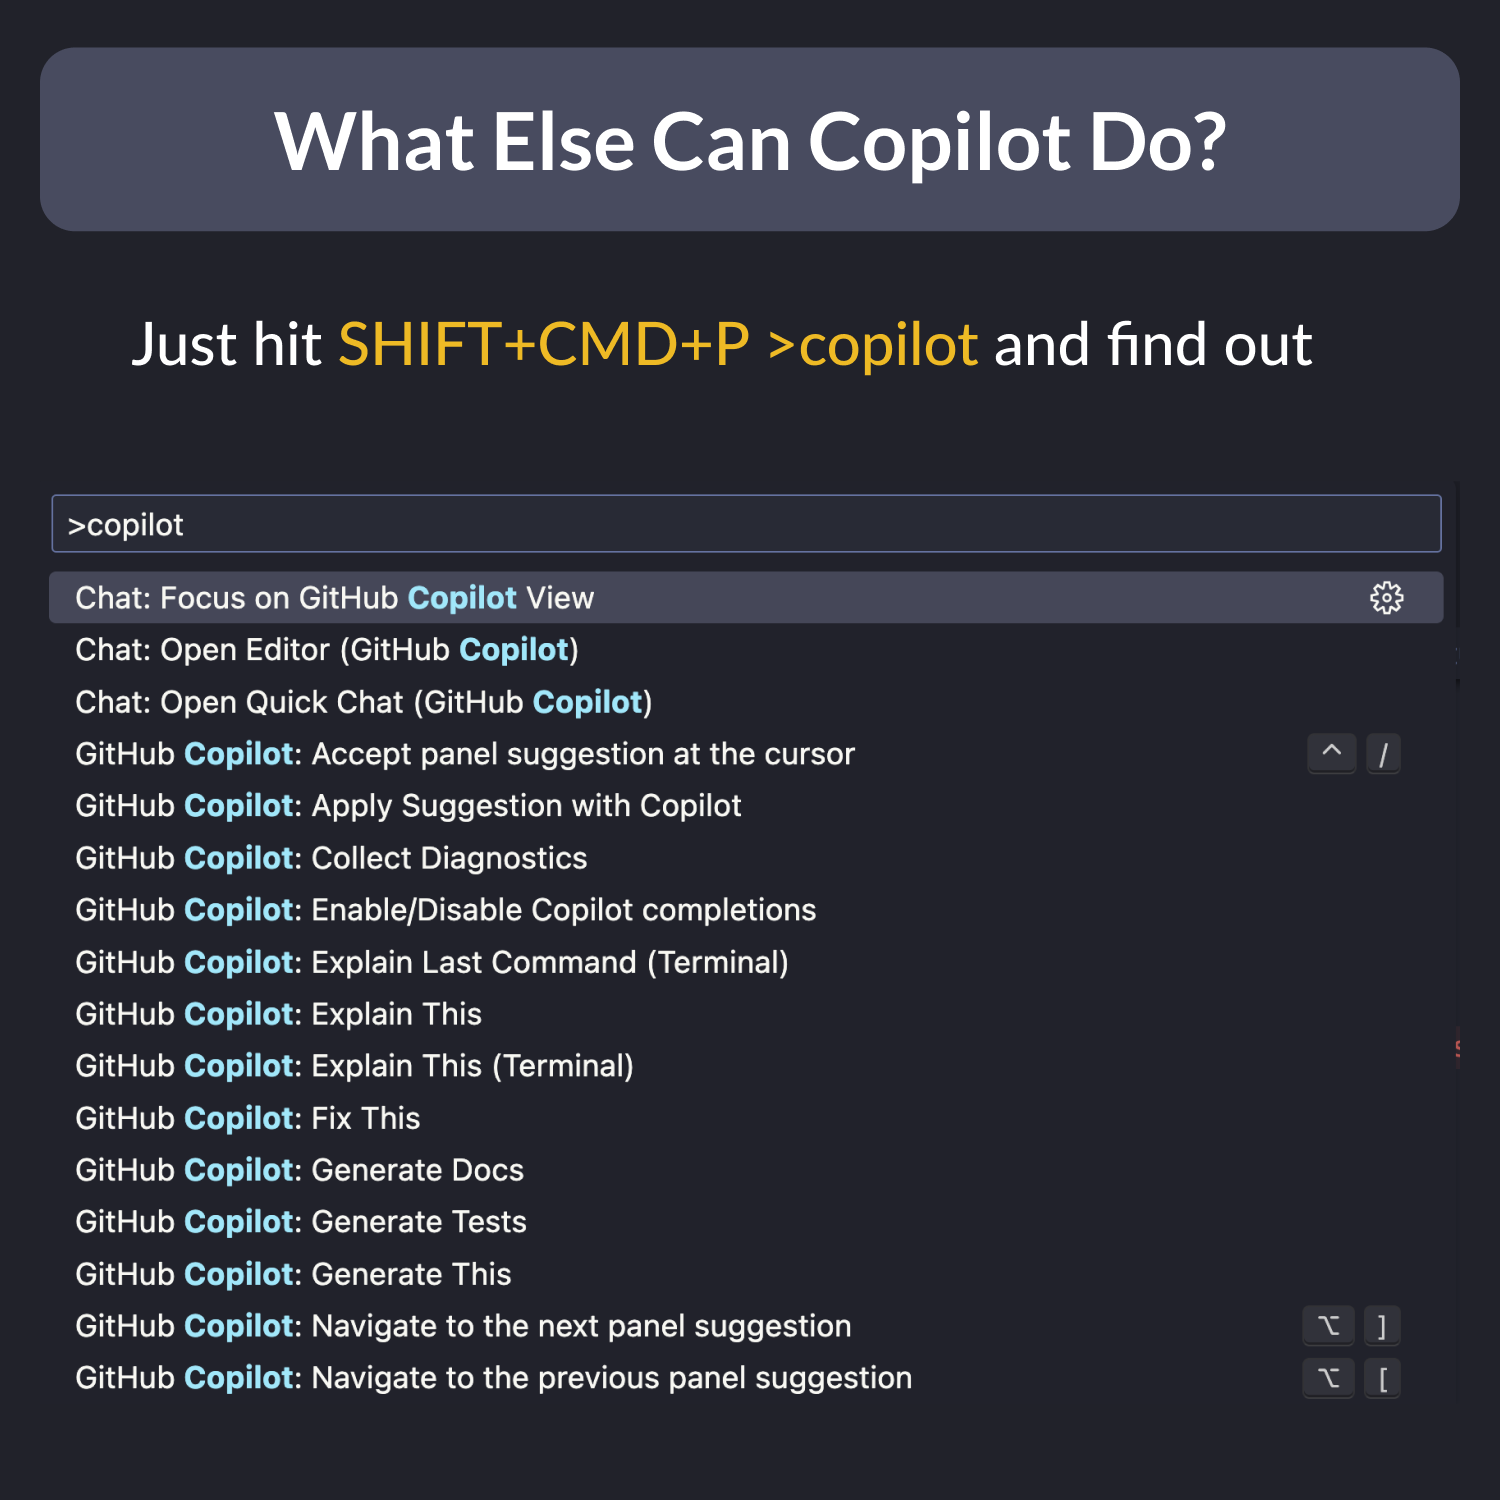 What Else Can Copilot Do?
Just hit SHIFT+CMD+P >copilot and find out
>copilot
Chat: Focus on GitHub Copilot View
Chat: Open Editor (GitHub Copilot)
Chat: Open Quick Chat (GitHub Copilot)
GitHub Copilot: Accept panel suggestion at the cursor ^ /
GitHub Copilot: Apply Suggestion with Copilot
GitHub Copilot: Collect Diagnostics
GitHub Copilot: Enable/Disable Copilot completions
GitHub Copilot: Explain Last Command (Terminal)
GitHub Copilot: Explain This
GitHub Copilot: Explain This (Terminal)
GitHub Copilot: Fix This
GitHub Copilot: Generate Docs
GitHub Copilot: Generate Tests
GitHub Copilot: Generate This
GitHub Copilot: Navigate to the next panel suggestion ⌥ ]
GitHub Copilot: Navigate to the previous panel suggestion ⌥ [